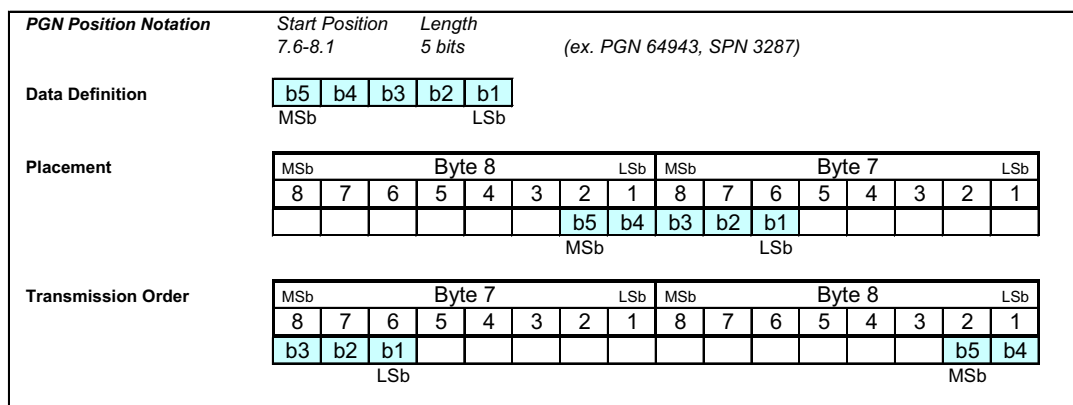 PGN Position Notation Start Position Length
7.6-8.1 5 bits (ex. PGN 64943, SPN 3287)
Data Definition b5 b4 b3 b2 b1
MSb LSb
Placement MSb Byte 8 LSb MSb Byte 7 LSb
8 7 6 5 4 3 2 1 8 7 6 5 4 3 2 1
b5 b4 b3 b2 b1
MSb LSb
Transmission Order MSb Byte 7 LSb MSb Byte 8 LSb
8 7 6 5 4 3 2 1 8 7 6 5 4 3 2 1
b3 b2 b1 b5 b4
LSb MSb